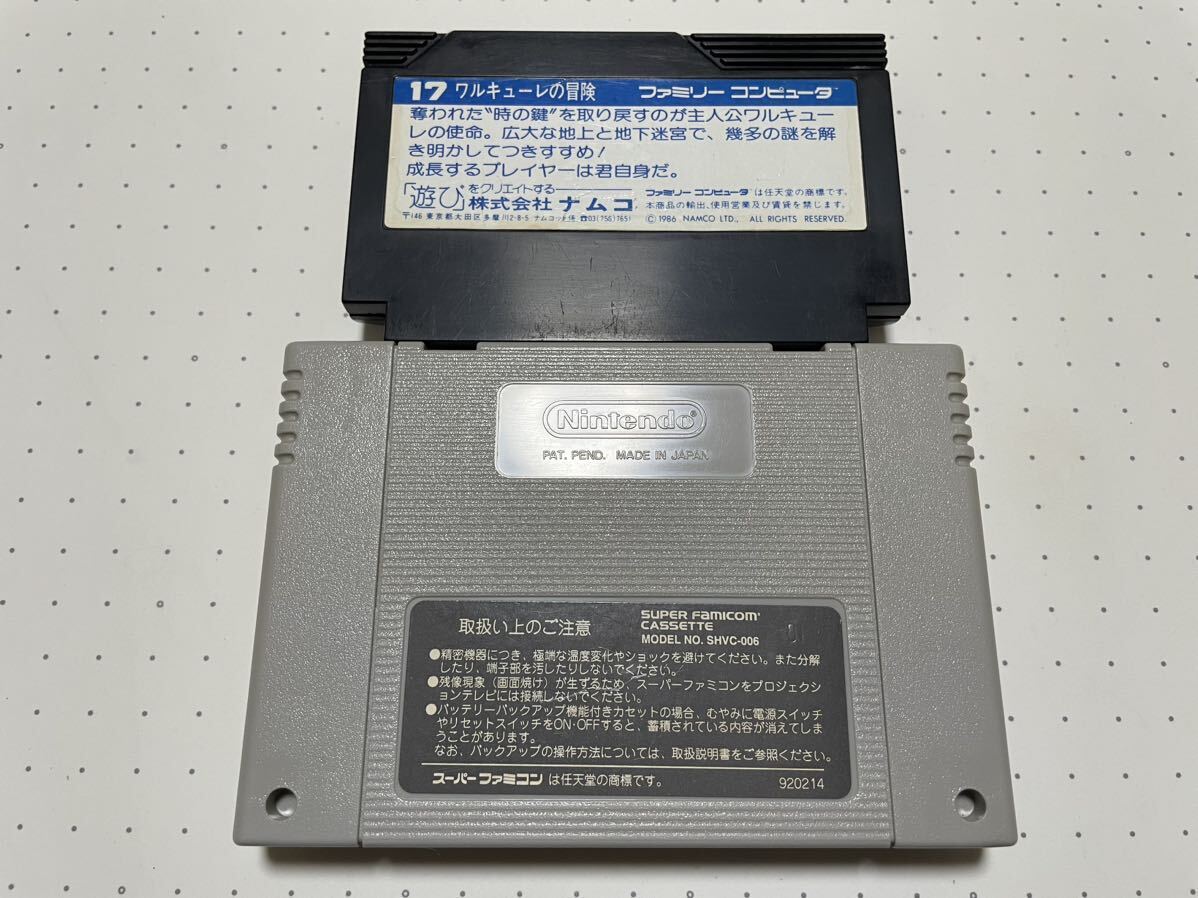 17 ワルキューレの冒険 ファミリー コンピュータ™
奪われた"時の鍵"を取り戻すのが主人公ワルキュー
レの使命。広大な地上と地下迷宮で、幾多の謎を解
き明かしてつきすすめ!
成長するプレイヤーは君自身だ。
「遊び」をクリエイトする
株式会社 ナムコ
〒146 東京都大田区多摩川2-8-5 ナムコ ☎03(756)7651
ファミリー コンピュータ™は任天堂の商標です。
本商品の輸出、使用営業及び賃貸を禁じます。
© 1986 NAMCO LTD., ALL RIGHTS RESERVED.
Nintendo®
PAT. PEND. MADE IN JAPAN
取扱い上のご注意
SUPER FAMICOM
CASSETTE
MODEL NO. SHVC-006
●精密機器につき、極端な温度変化やショックを避けてください。また分解
したり、端子部を汚したりしないでください。
●残像現象(画面焼け)が生ずるため、スーパーファミコンをプロジェクシ
ョンテレビには接続しないでください。
●バッテリーバックアップ機能付きカセットの場合、むやみに電源スイッチ
やリセットスイッチをON・OFFすると、蓄積されている内容が消えてしま
うことがあります。
なお、バックアップの操作方法については、取扱説明書をご参照ください。
スーパーファミコン は任天堂の商標です。
920214